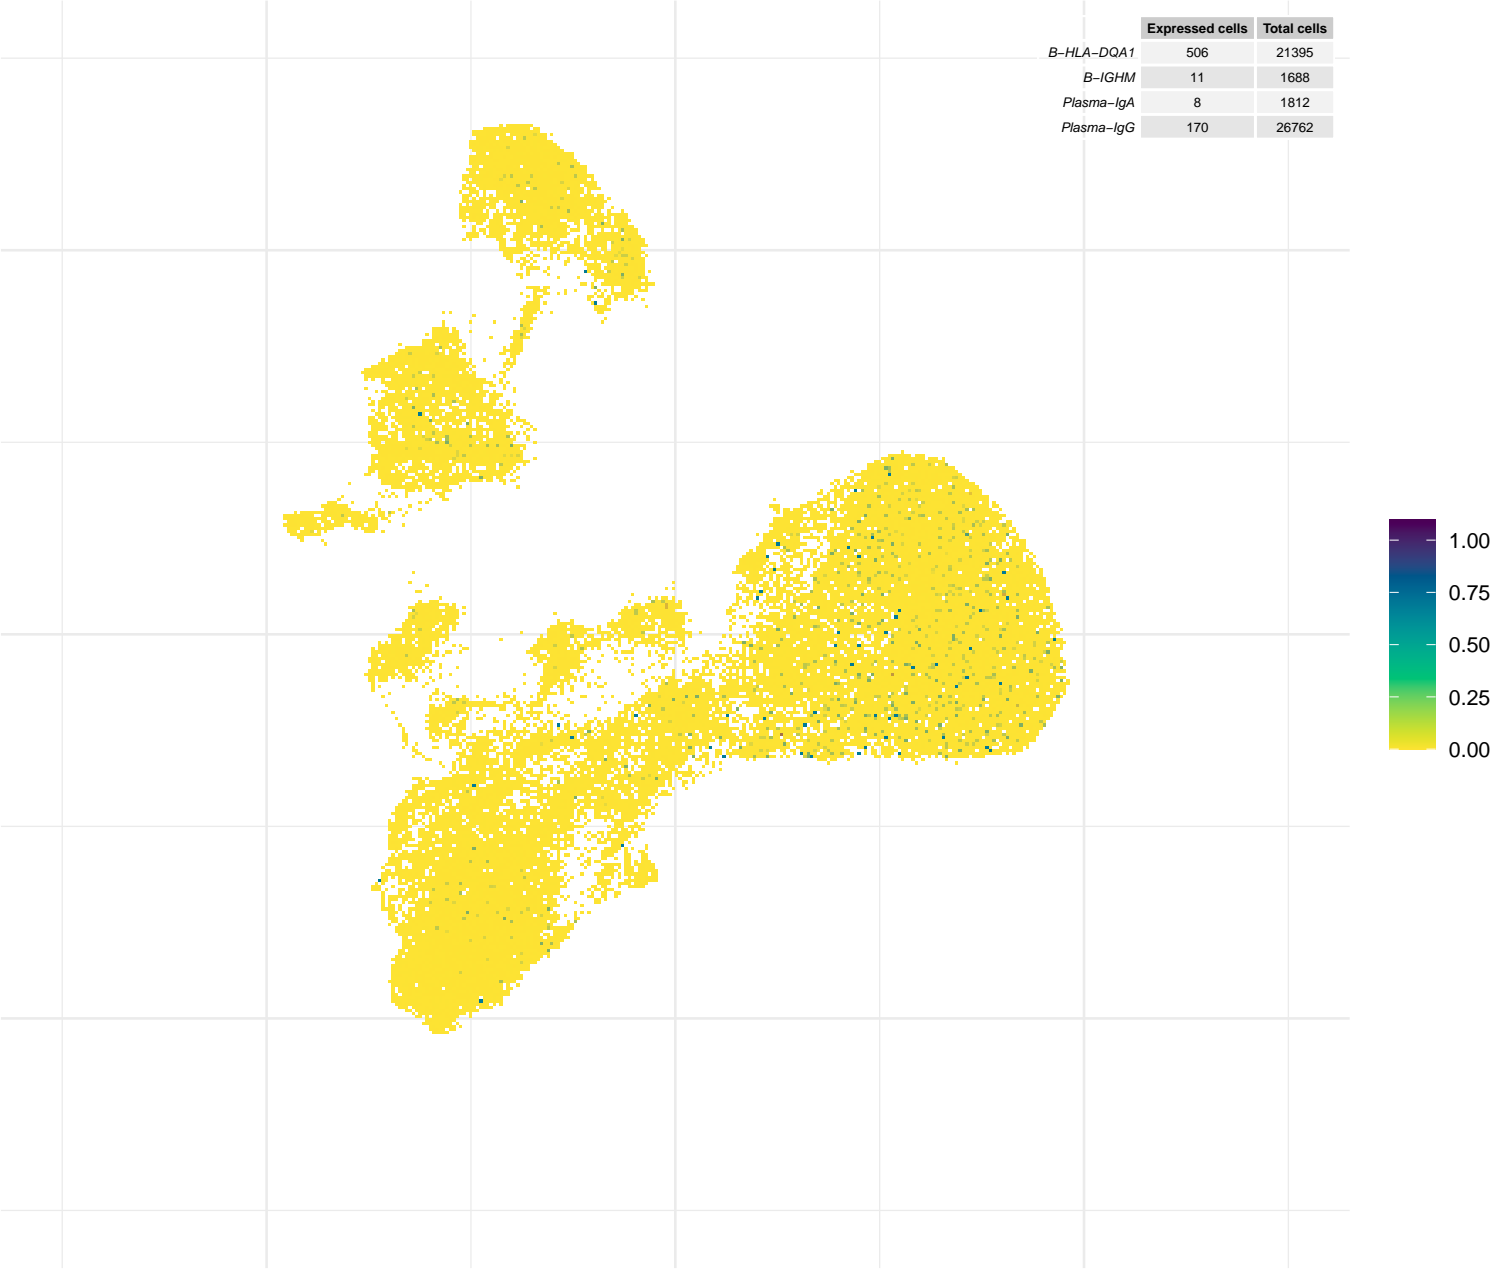 Expressed cells Total cells
B−HLA−DQA1 506 21395
B−IGHM 11 1688
Plasma−IgA 8 1812
Plasma−IgG 170 26762
1.00
0.75
0.50
0.25
0.00